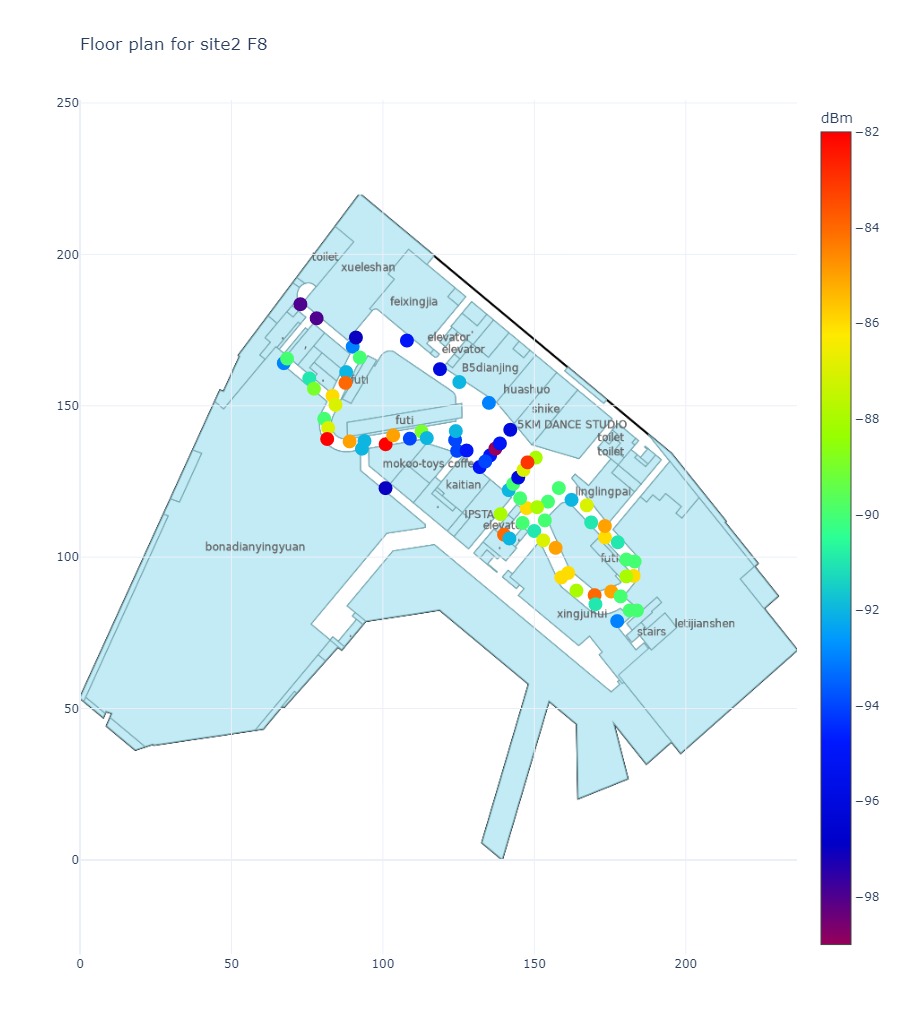 Floor plan for site2 F8
dBm
250
200
150
100
50
0
0
50
100
150
200
−82
−84
−86
−88
−90
−92
−94
−96
−98
toilet
xueleshan
feixingjia
elevator
elevator
B5dianjing
futi
huashuo
shike
futi
5KM DANCE STUDIO
toilet
toilet
mokoo-toys coffe
kaitian
linglingpai
IPSTA
elevato
bonadianyingyuan
futi
xingjuhui
stairs